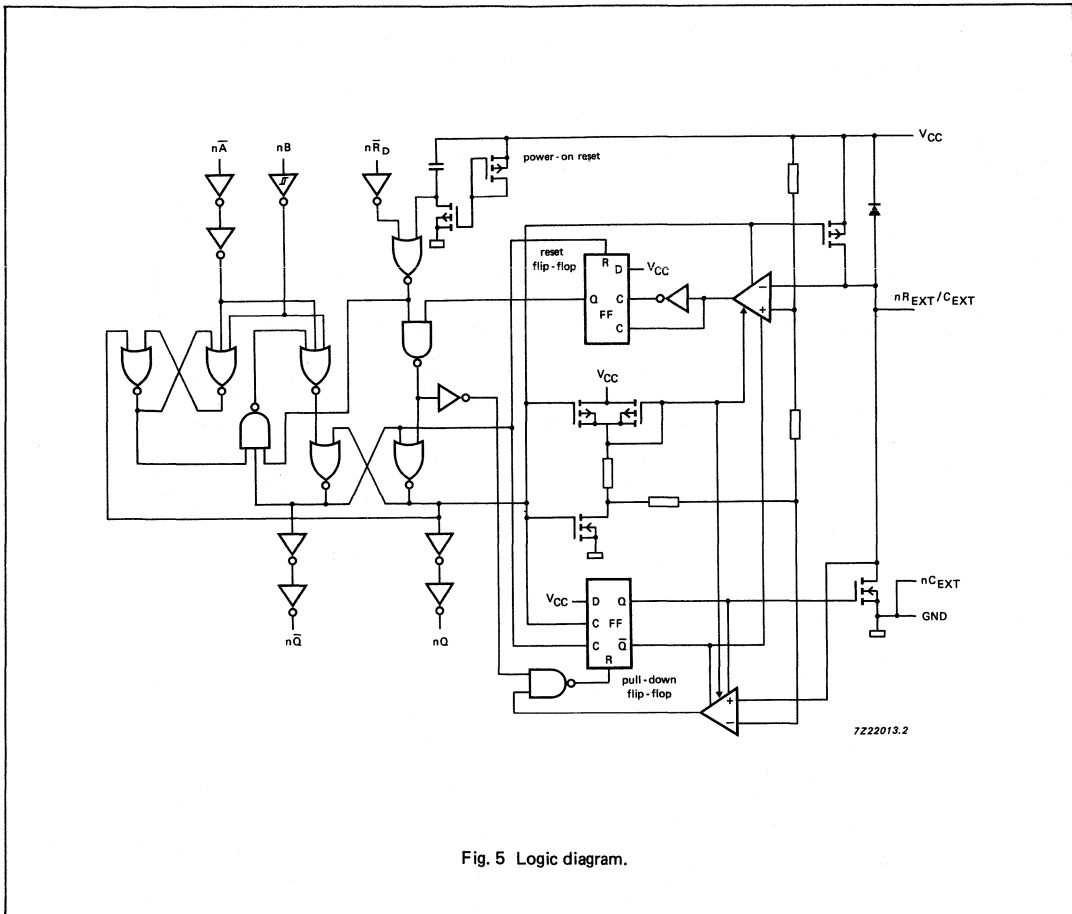 nA̅
nB
nR̅D
VCC
power-on reset
reset
flip-flop
R
D
VCC
Q
C
FF
C
−
+
nREXT/CEXT
VCC
VCC
D
Q
C
FF
C
Q̅
R
pull-down
flip-flop
+
−
nCEXT
GND
nQ̅
nQ
7Z22013.2
Fig. 5 Logic diagram.